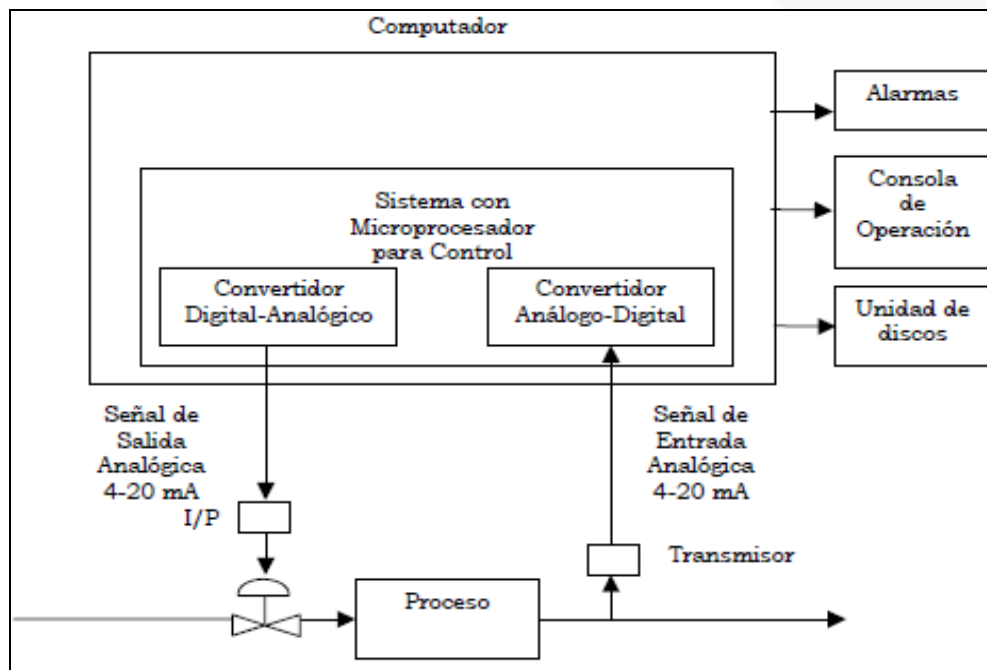 Computador
Alarmas
Consola
de
Operación
Unidad de
discos
Sistema con
Microprocesador
para Control
Convertidor
Digital-Analógico
Convertidor
Análogo-Digital
Señal de
Salida
Analógica
4-20 mA
I/P
Señal de
Entrada
Analógica
4-20 mA
Transmisor
Proceso